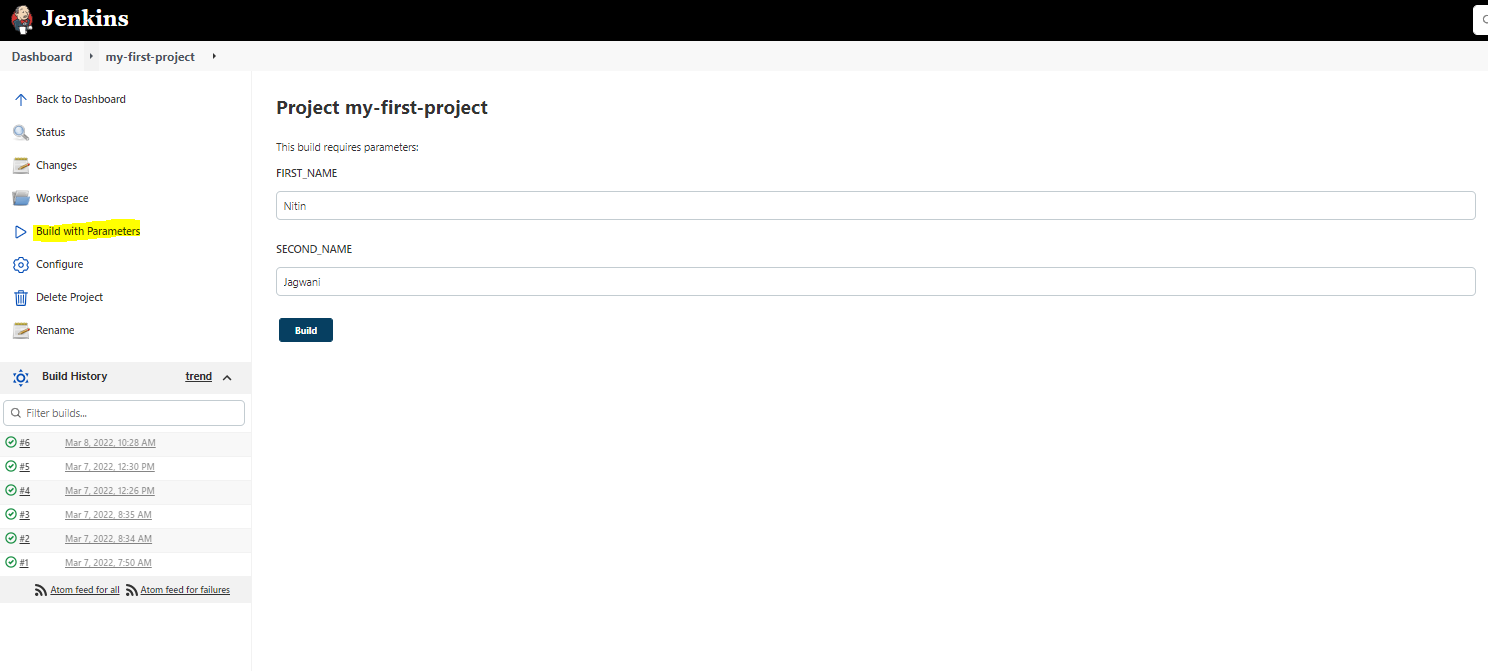 Jenkins
Dashboard my-first-project
Back to Dashboard
Status
Changes
Workspace
Build with Parameters
Configure
Delete Project
Rename
Build History trend
Filter builds...
#6 Mar 8, 2022, 10:28 AM
#5 Mar 7, 2022, 12:30 PM
#4 Mar 7, 2022, 12:26 PM
#3 Mar 7, 2022, 8:35 AM
#2 Mar 7, 2022, 8:34 AM
#1 Mar 7, 2022, 7:50 AM
Atom feed for all Atom feed for failures
Project my-first-project
This build requires parameters:
FIRST_NAME
Nitin
SECOND_NAME
Jagwani
Build